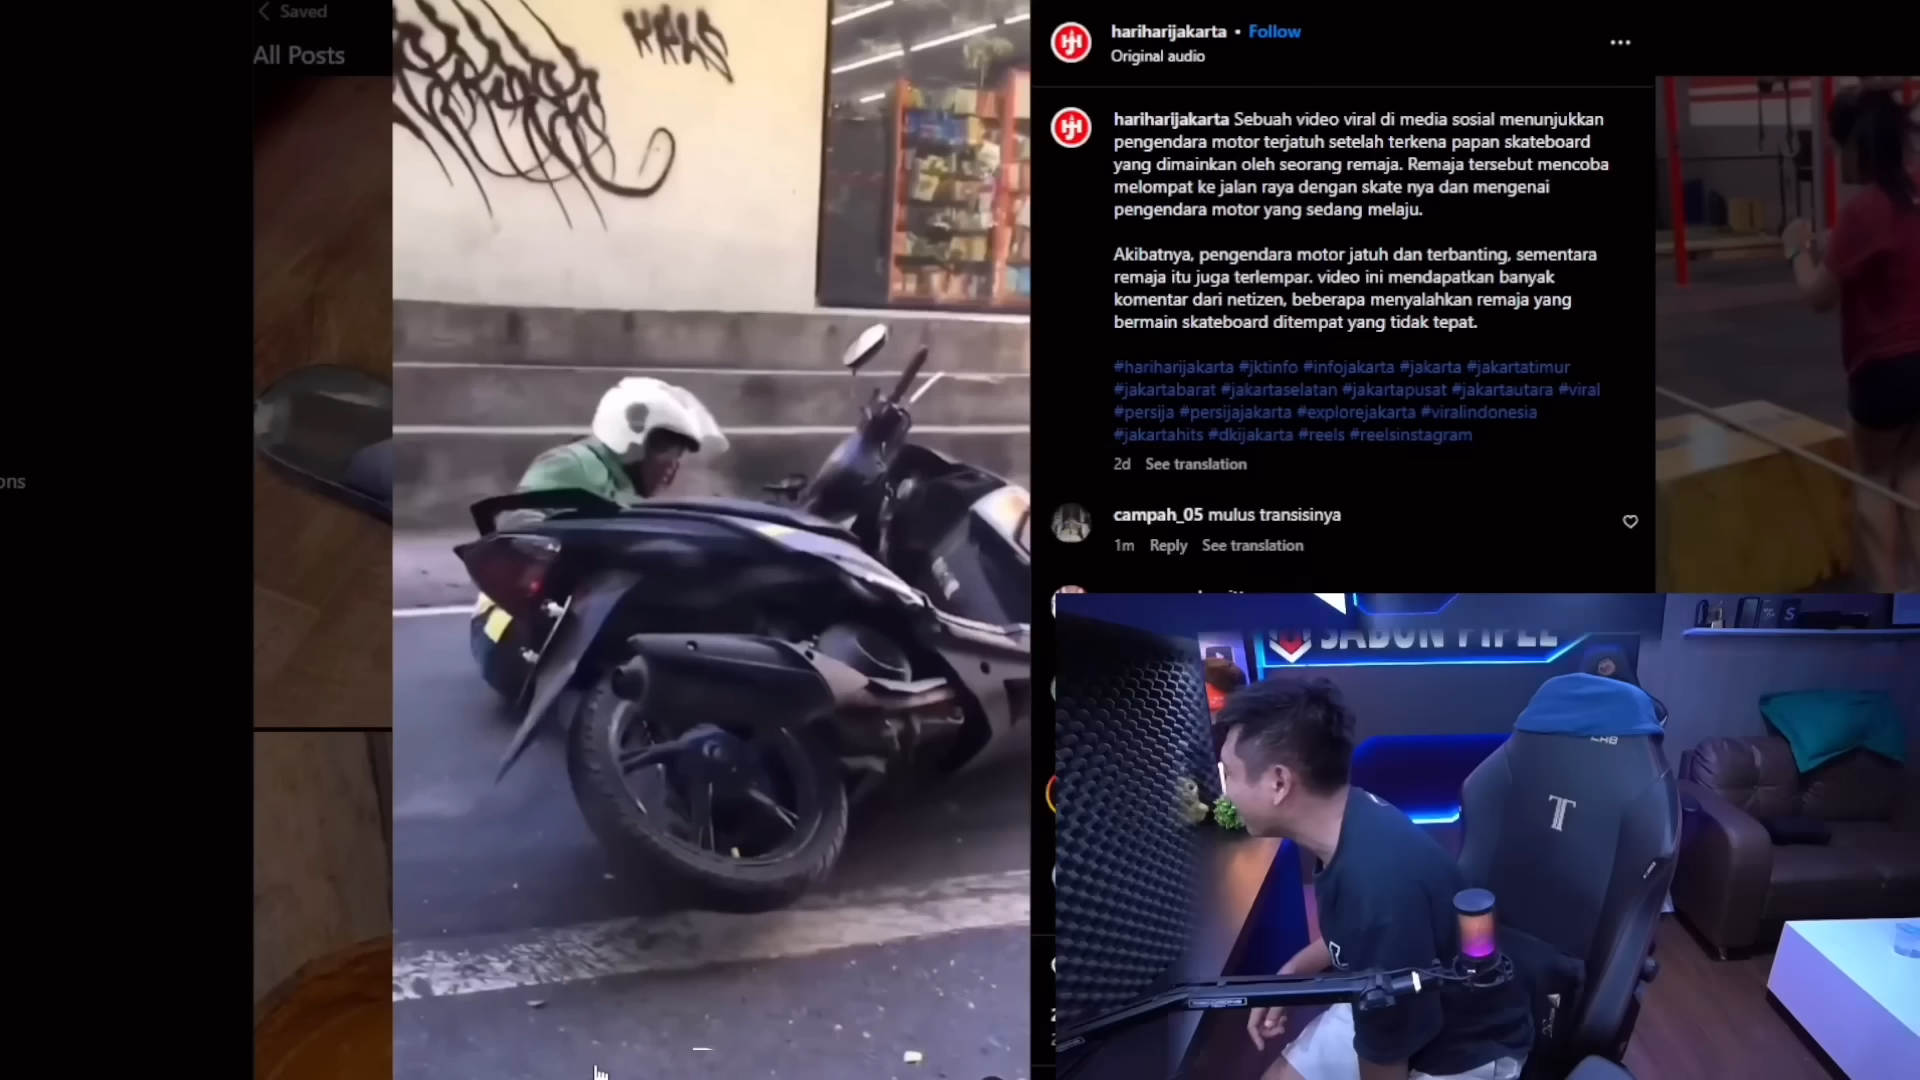 Saved
All Posts
ons
hariharijakarta • Follow
Original audio
hariharijakarta Sebuah video viral di media sosial menunjukkan
pengendara motor terjatuh setelah terkena papan skateboard
yang dimainkan oleh seorang remaja. Remaja tersebut mencoba
melompat ke jalan raya dengan skate nya dan mengenai
pengendara motor yang sedang melaju.
Akibatnya, pengendara motor jatuh dan terbanting, sementara
remaja itu juga terlempar. video ini mendapatkan banyak
komentar dari netizen, beberapa menyalahkan remaja yang
bermain skateboard ditempat yang tidak tepat.
#hariharijakarta #jktinfo #infojakarta #jakarta #jakartatimur
#jakartabarat #jakartaselatan #jakartapusat #jakartautara #viral
#persija #persijajakarta #explorejakarta #viralindonesia
#jakartahits #dkijakarta #reels #reelsinstagram
2d See translation
campah_05 mulus transisinya
1m Reply See translation
SABUN PIPEL
T